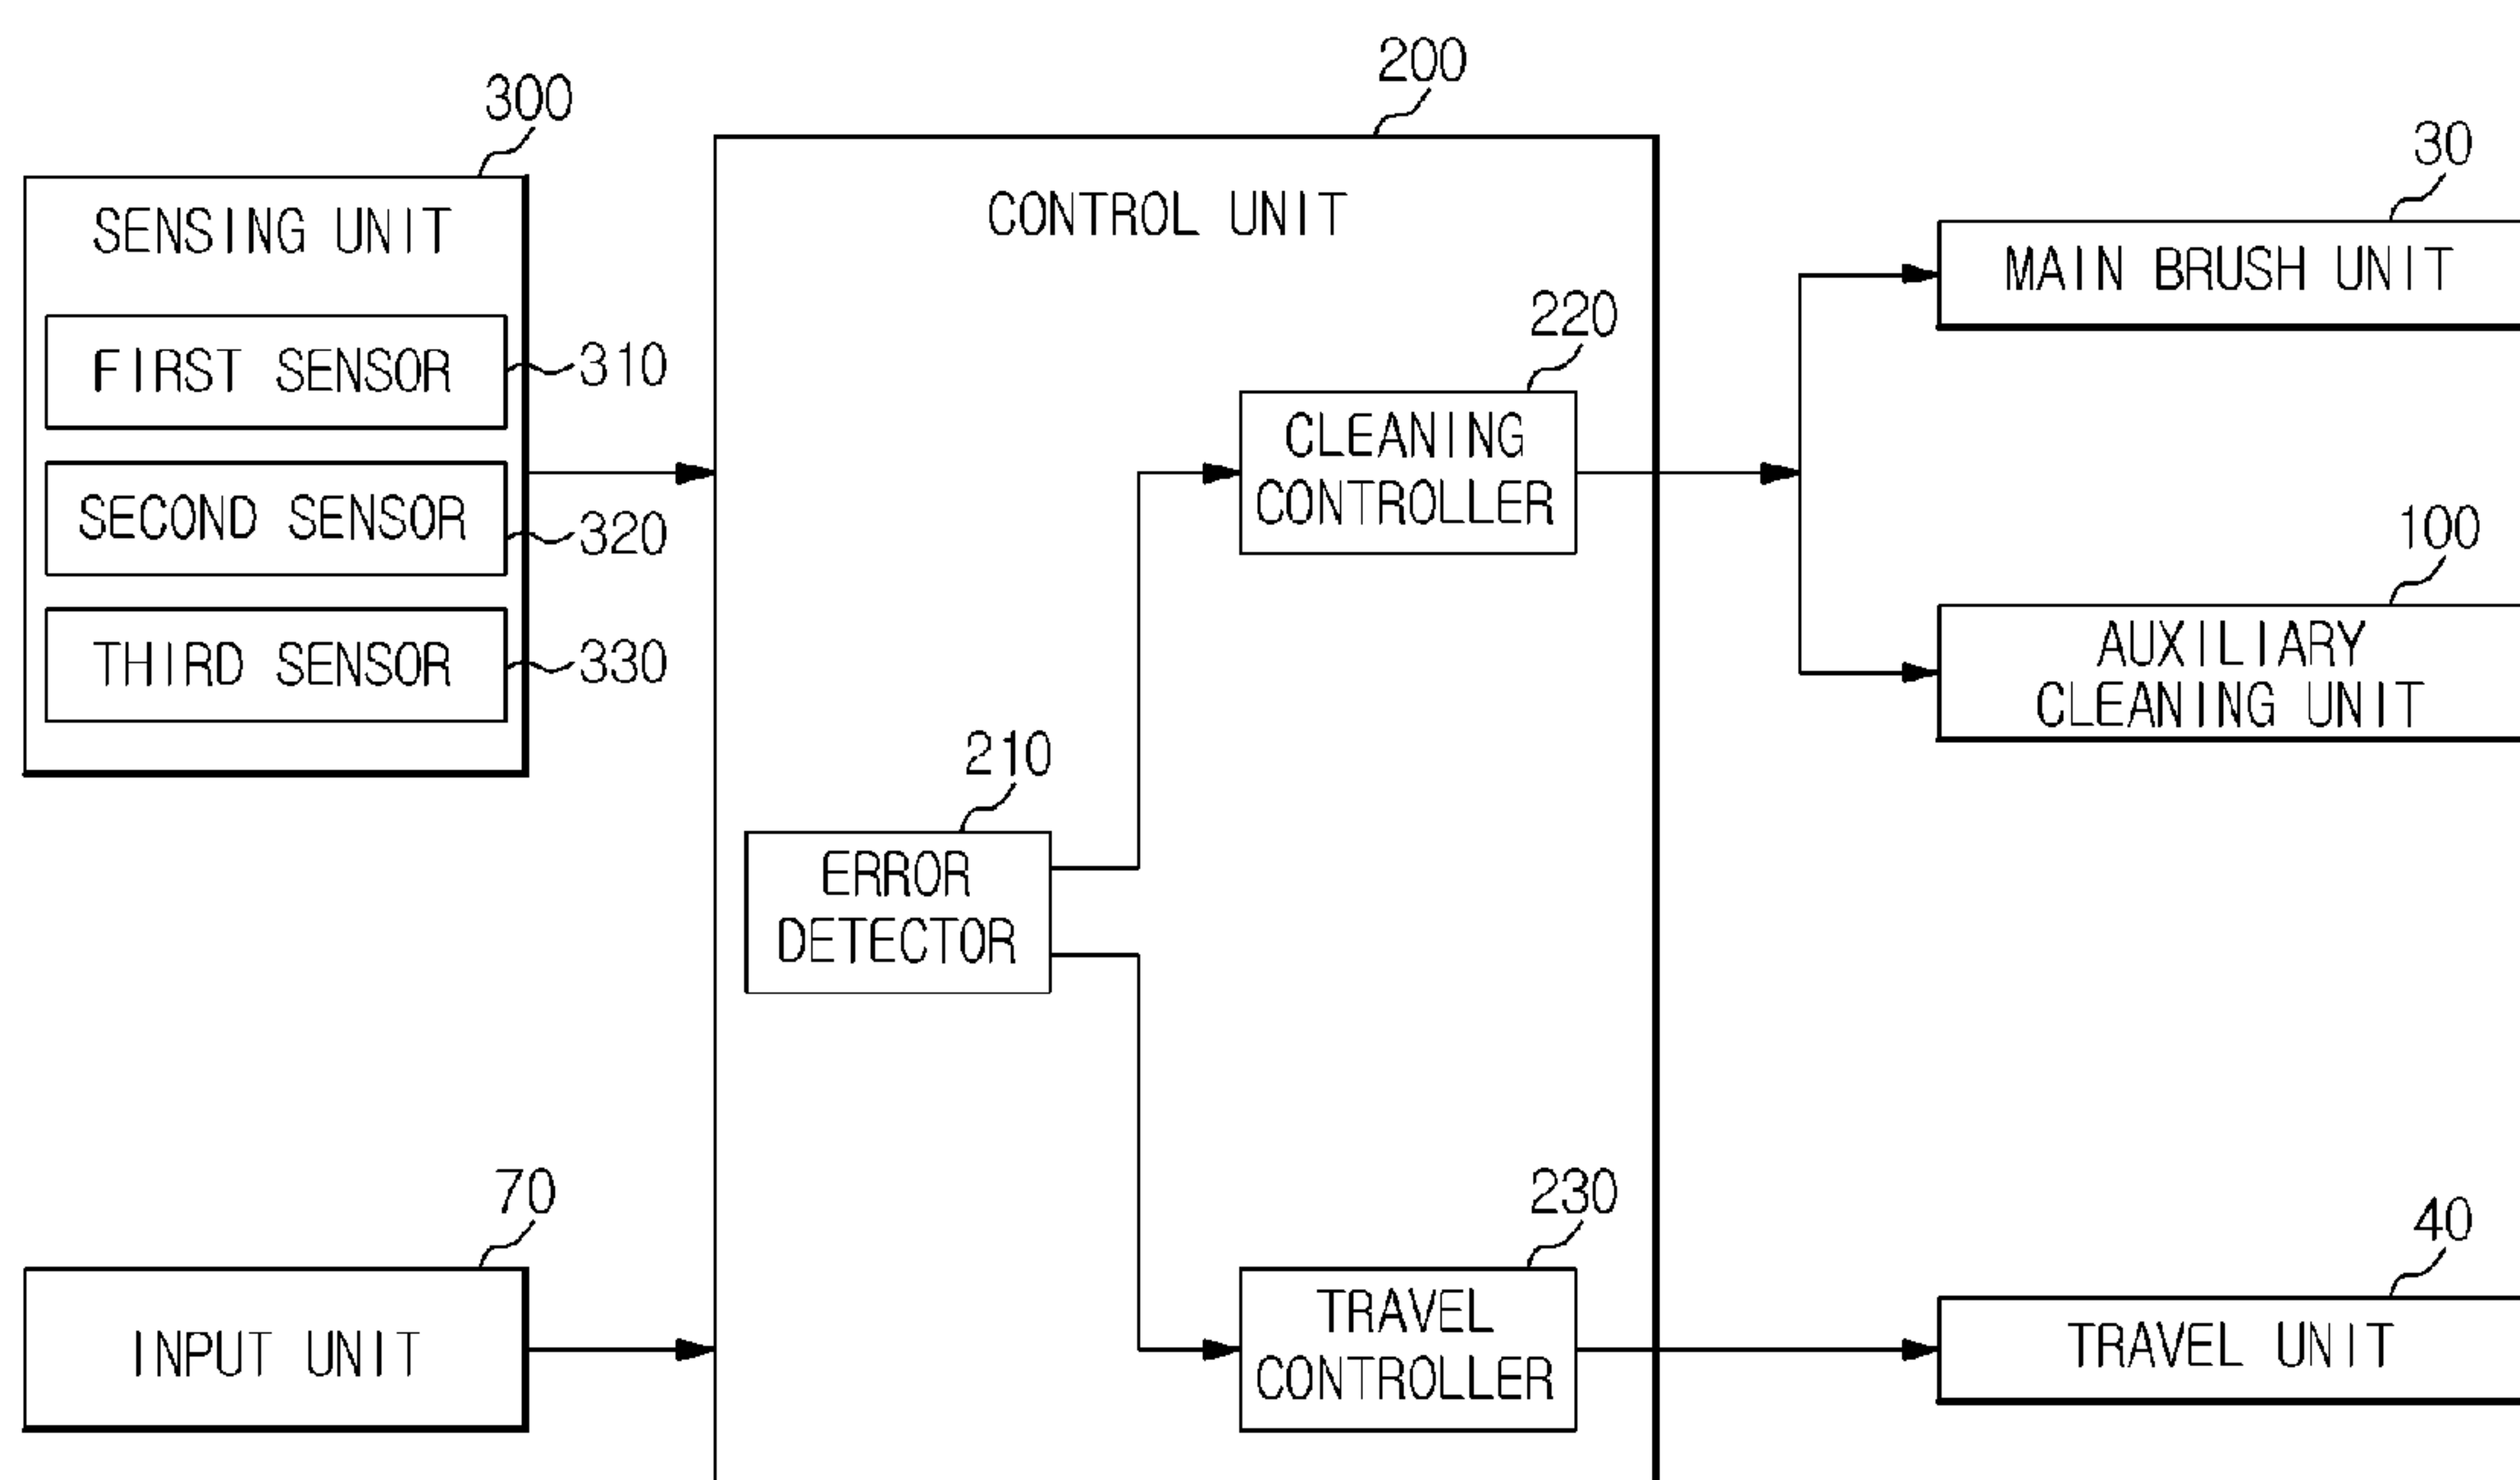 300
SENSING UNIT
FIRST SENSOR
310
SECOND SENSOR
320
THIRD SENSOR
330
70
INPUT UNIT
200
CONTROL UNIT
220
CLEANING
CONTROLLER
210
ERROR
DETECTOR
230
TRAVEL
CONTROLLER
30
MAIN BRUSH UNIT
100
AUXILIARY
CLEANING UNIT
40
TRAVEL UNIT